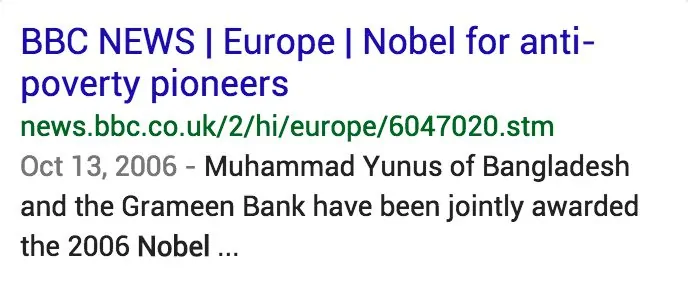 BBC NEWS | Europe | Nobel for anti-
poverty pioneers
news.bbc.co.uk/2/hi/europe/6047020.stm
Oct 13, 2006 - Muhammad Yunus of Bangladesh
and the Grameen Bank have been jointly awarded
the 2006 Nobel ...